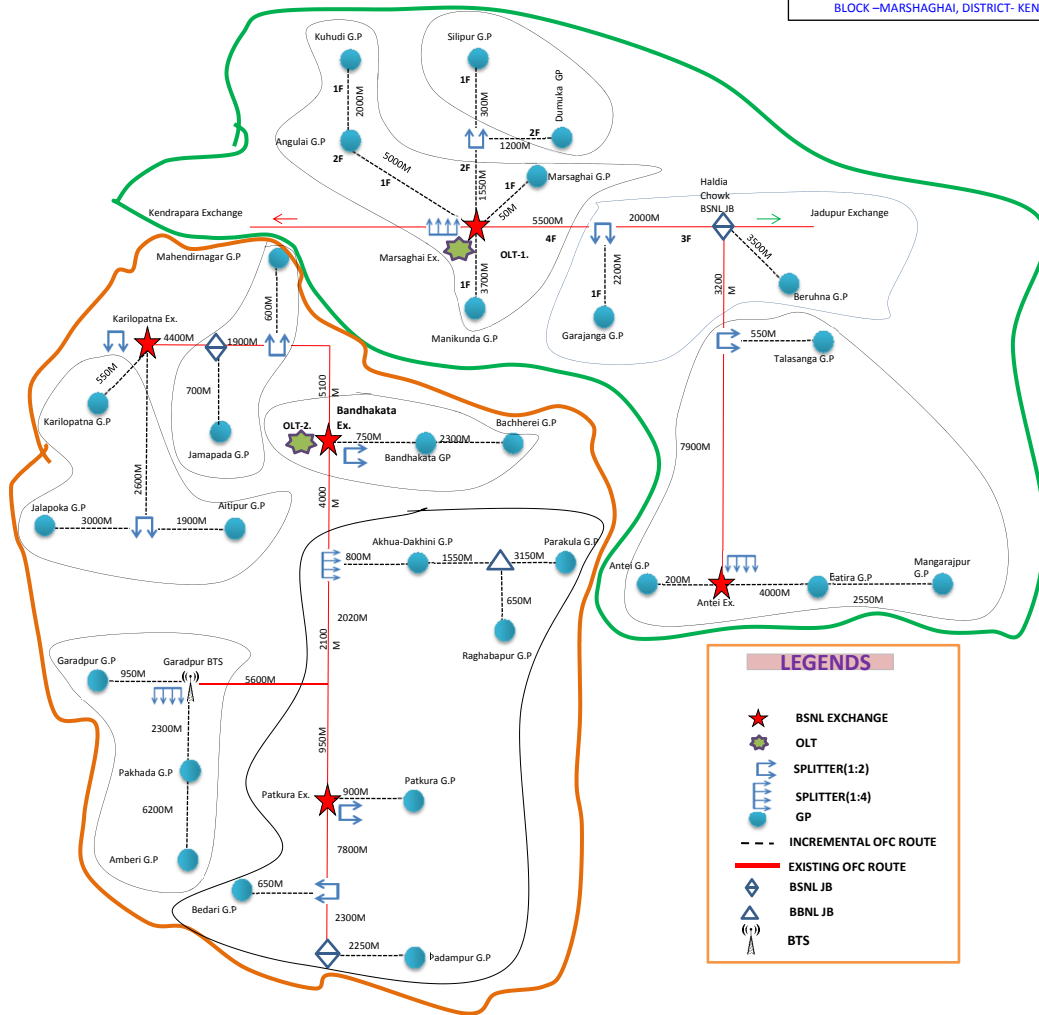 BLOCK –MARSHAGHAI, DISTRICT- KEN
Kuhudi G.P
Silipur G.P
1F
1F
2000M
300M
Dumuka GP
Angulai G.P
2F
2F
1200M
5000M
1F
2F
1550M
1F
Marsaghai G.P
50M
Haldia
Chowk
BSNL JB
Kendrapara Exchange
5500M
4F
2000M
3F
Jadupur Exchange
Marsaghai Ex.
OLT-1.
1F
3700M
2200M
1F
3200
M
3500M
Beruhna G.P
Manikunda G.P
Garajanga G.P
550M
Talasanga G.P
7900M
Antei G.P
200M
Antei Ex.
4000M
Eatira G.P
2550M
Mangarajpur
G.P
Mahendirnagar G.P
600M
Karilopatna Ex.
4400M
1900M
550M
700M
5100
M
Karilopatna G.P
Jamapada G.P
Bandhakata
Ex.
OLT-2.
750M
Bandhakata GP
2300M
Bachherei G.P
2600M
4000
M
Jalapoka G.P
3000M
1900M
Aitipur G.P
Akhua-Dakhini G.P
800M
1550M
3150M
Parakula G.P
650M
2020M
2100
M
Raghabapur G.P
Garadpur G.P
Garadpur BTS
950M
5600M
2300M
950M
Pakhada G.P
6200M
Amberi G.P
Patkura Ex.
900M
Patkura G.P
7800M
650M
Bedari G.P
2300M
2250M
Padampur G.P
LEGENDS
BSNL EXCHANGE
OLT
SPLITTER(1:2)
SPLITTER(1:4)
GP
INCREMENTAL OFC ROUTE
EXISTING OFC ROUTE
BSNL JB
BBNL JB
BTS